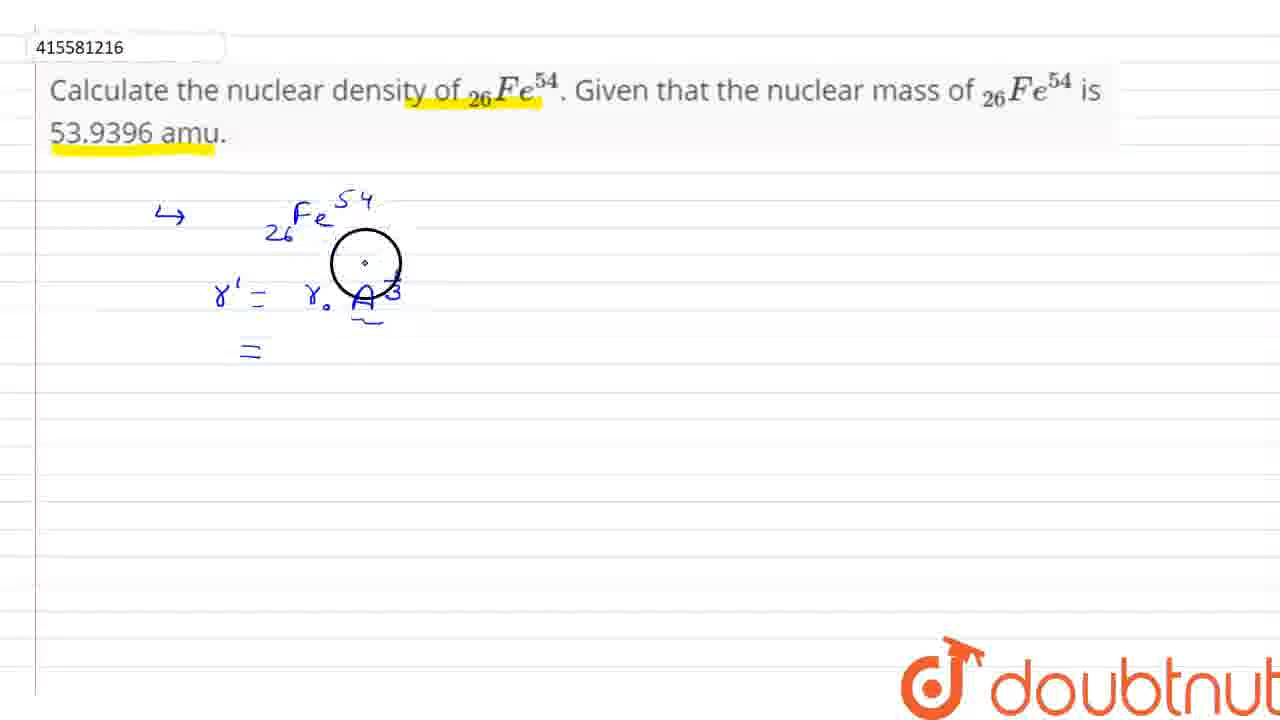 415581216
Calculate the nuclear density of ₂₆Fe⁵⁴. Given that the nuclear mass of ₂₆Fe⁵⁴ is
53.9396 amu.
↪ ₂₆Fe⁵⁴
r' = r₀ A^1/3
=
doubtnut